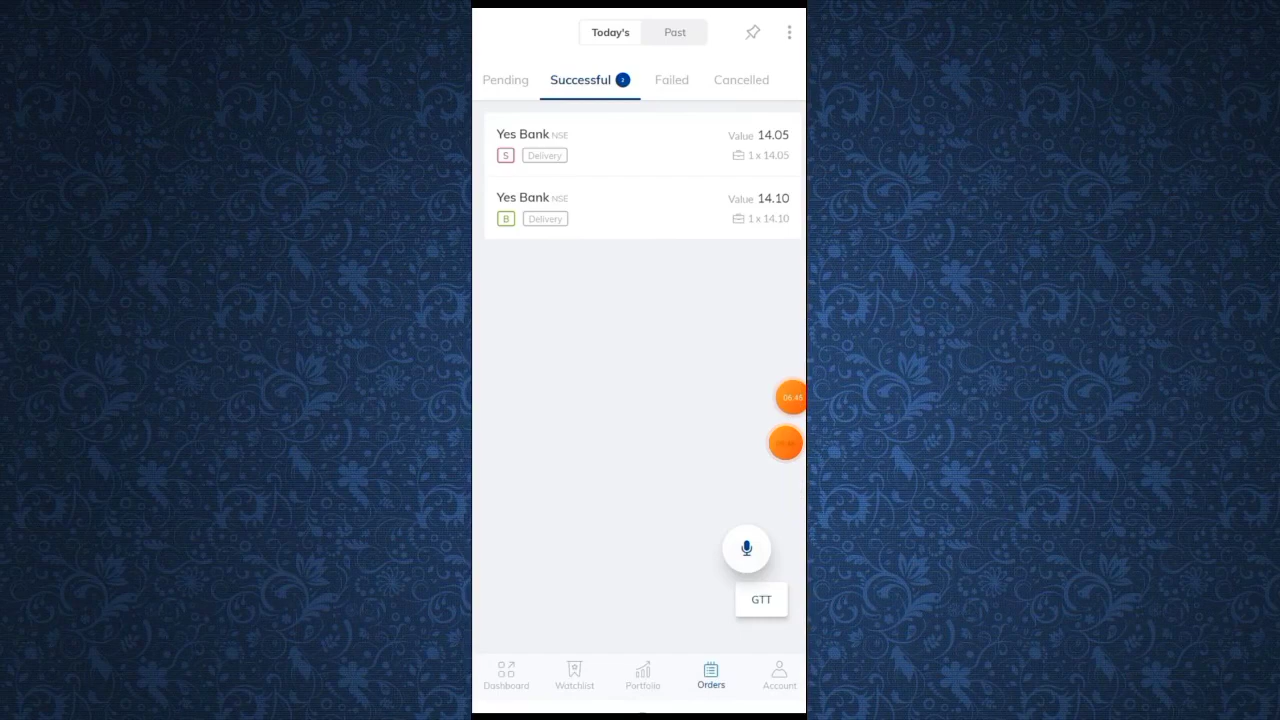 Today's Past
Pending Successful 2 Failed Cancelled
Yes Bank NSE Value 14.05
S Delivery 1 x 14.05
Yes Bank NSE Value 14.10
B Delivery 1 x 14.10
06:45
GTT
Dashboard Watchlist Portfolio Orders Account